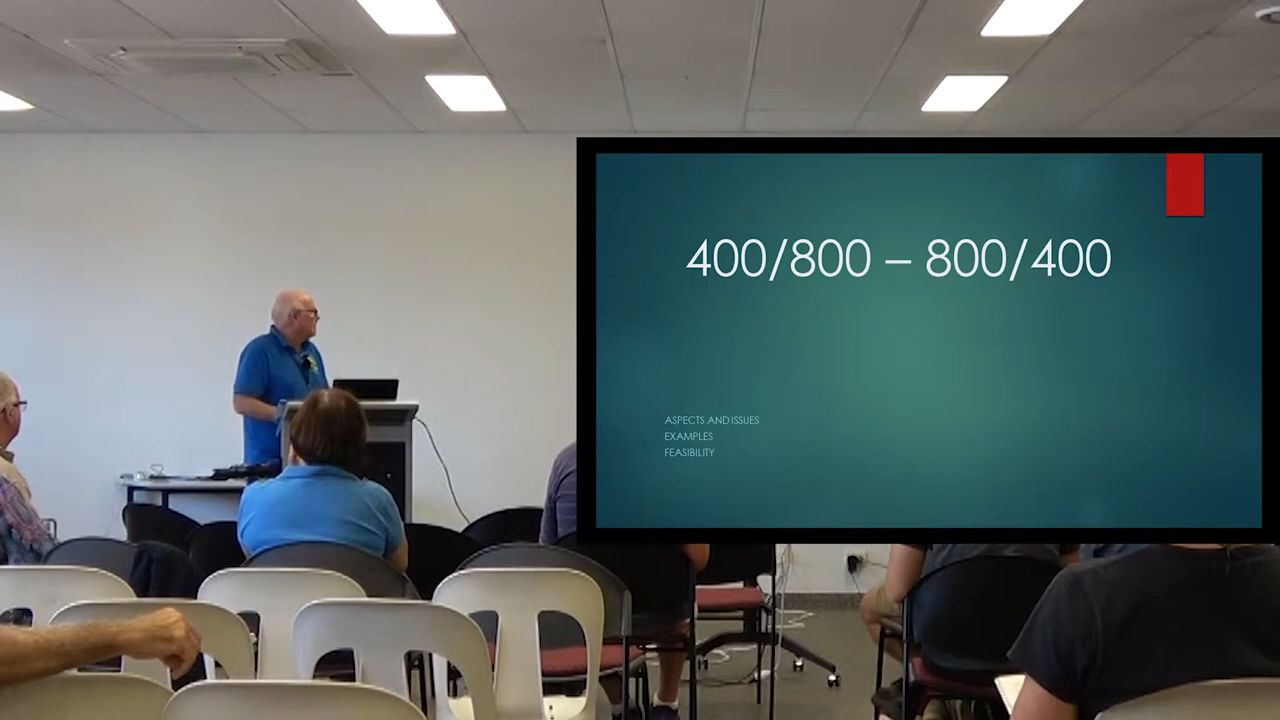 400/800 – 800/400
ASPECTS AND ISSUES
EXAMPLES
FEASIBILITY